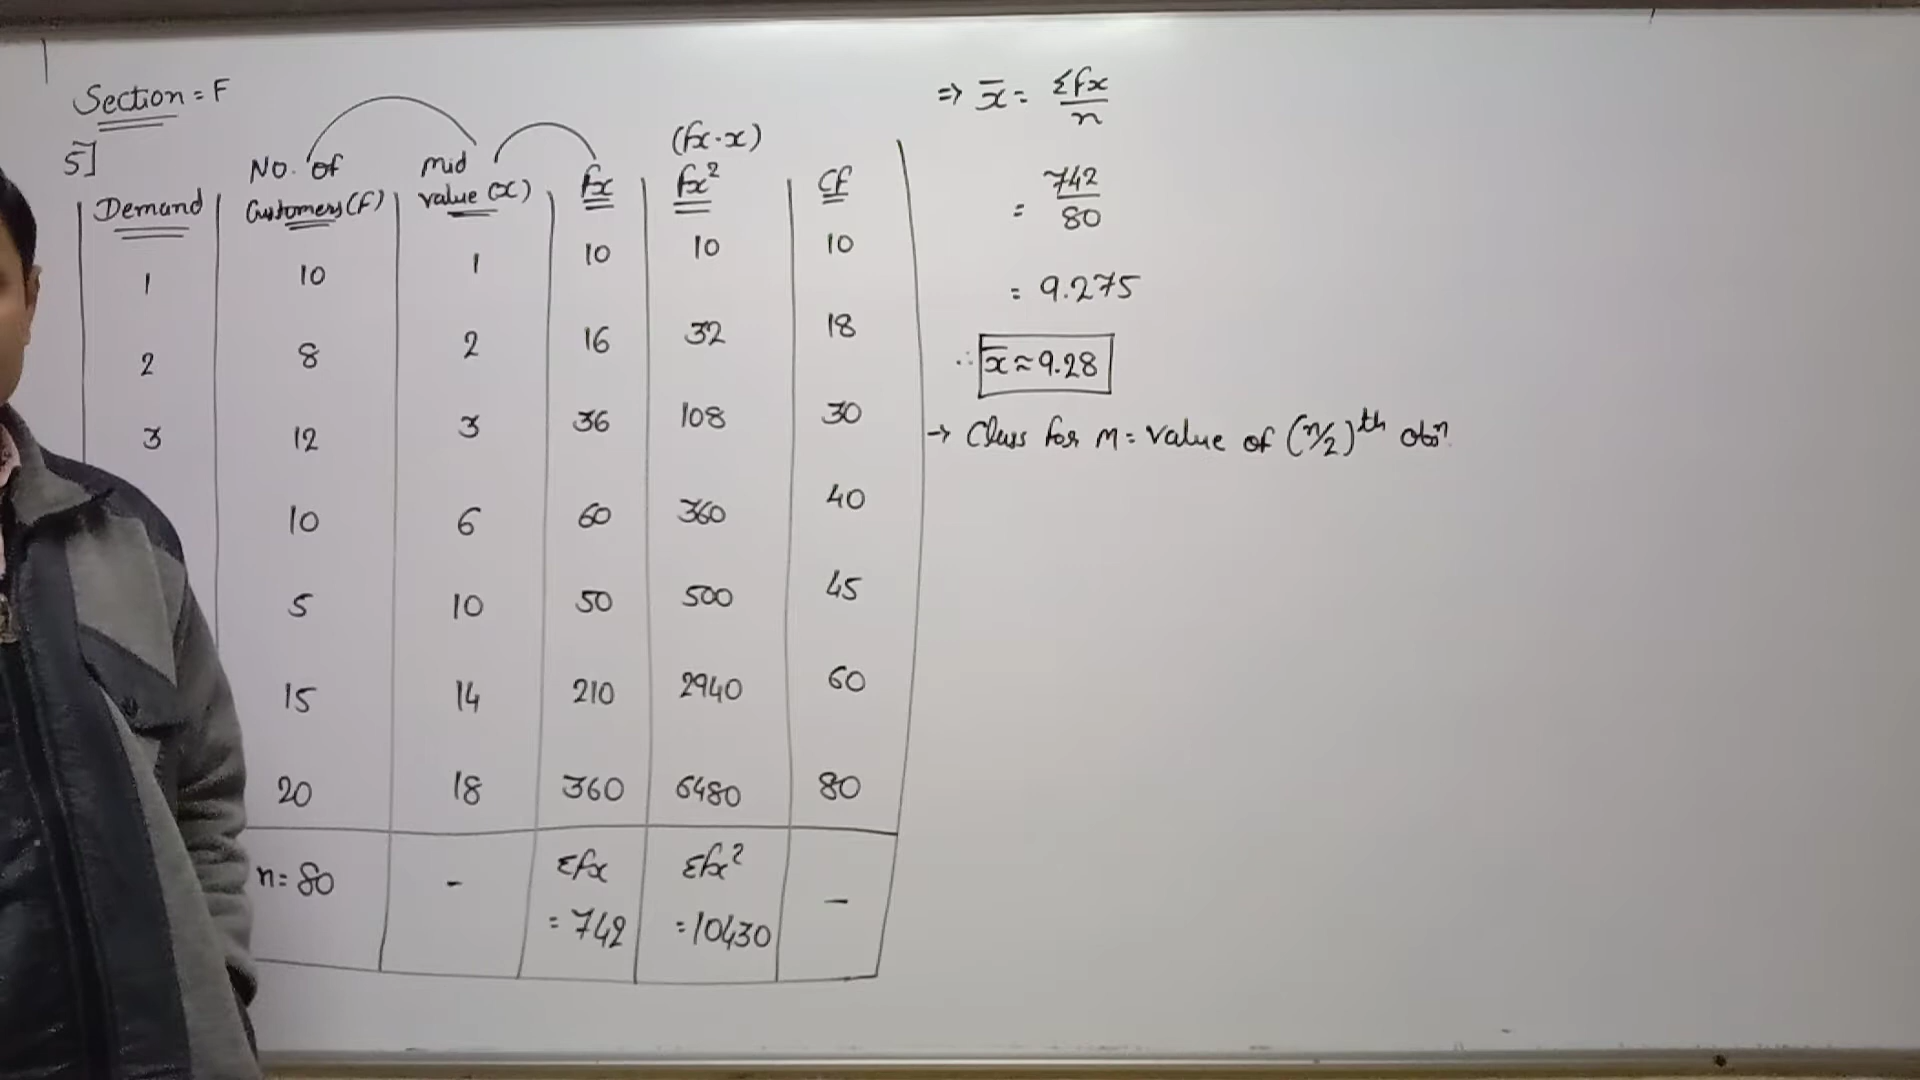 Section = F
5]
Demand | No. of Customers (F) | mid value (x) | fx | (fx·x) fx² | cf
1 | 10 | 1 | 10 | 10 | 10
2 | 8 | 2 | 16 | 32 | 18
3 | 12 | 3 | 36 | 108 | 30
10 | 6 | 60 | 360 | 40
5 | 10 | 50 | 500 | 45
15 | 14 | 210 | 2940 | 60
20 | 18 | 360 | 6480 | 80
n = 80 | - | Σfx = 742 | Σfx² = 10430 | -
⇒ x̄ = Σfx / n
= 742 / 80
= 9.275
∴ x̄ ≈ 9.28
→ Class for M = value of (n/2)th obsⁿ.